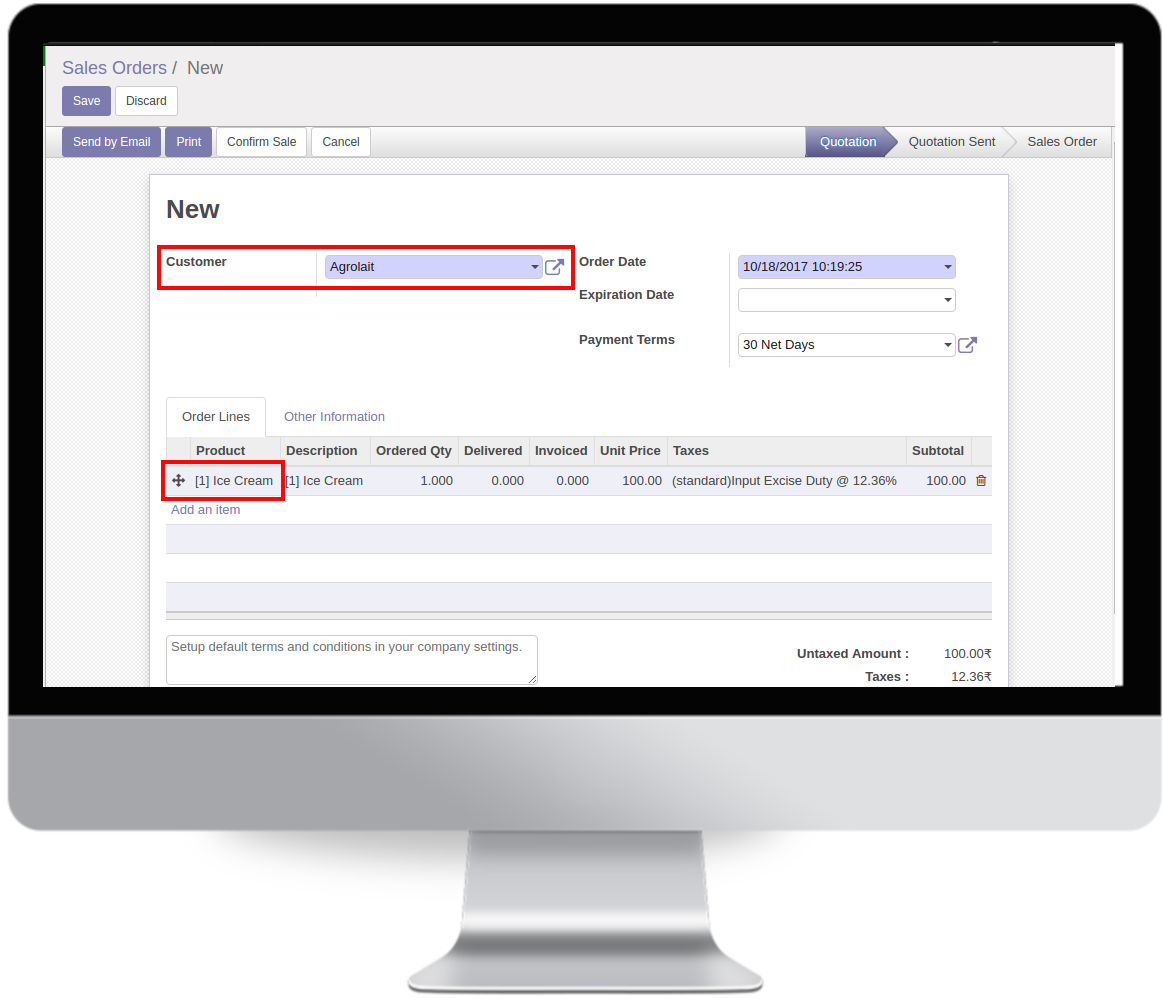 Sales Orders / New
Save Discard
Send by Email Print Confirm Sale Cancel Quotation Quotation Sent Sales Order
New
Customer Agrolait Order Date 10/18/2017 10:19:25
Expiration Date
Payment Terms 30 Net Days
Order Lines Other Information
Product Description Ordered Qty Delivered Invoiced Unit Price Taxes Subtotal
[1] Ice Cream [1] Ice Cream 1.000 0.000 0.000 100.00 (standard)Input Excise Duty @ 12.36% 100.00
Add an item
Setup default terms and conditions in your company settings.
Untaxed Amount : 100.00₹
Taxes : 12.36₹